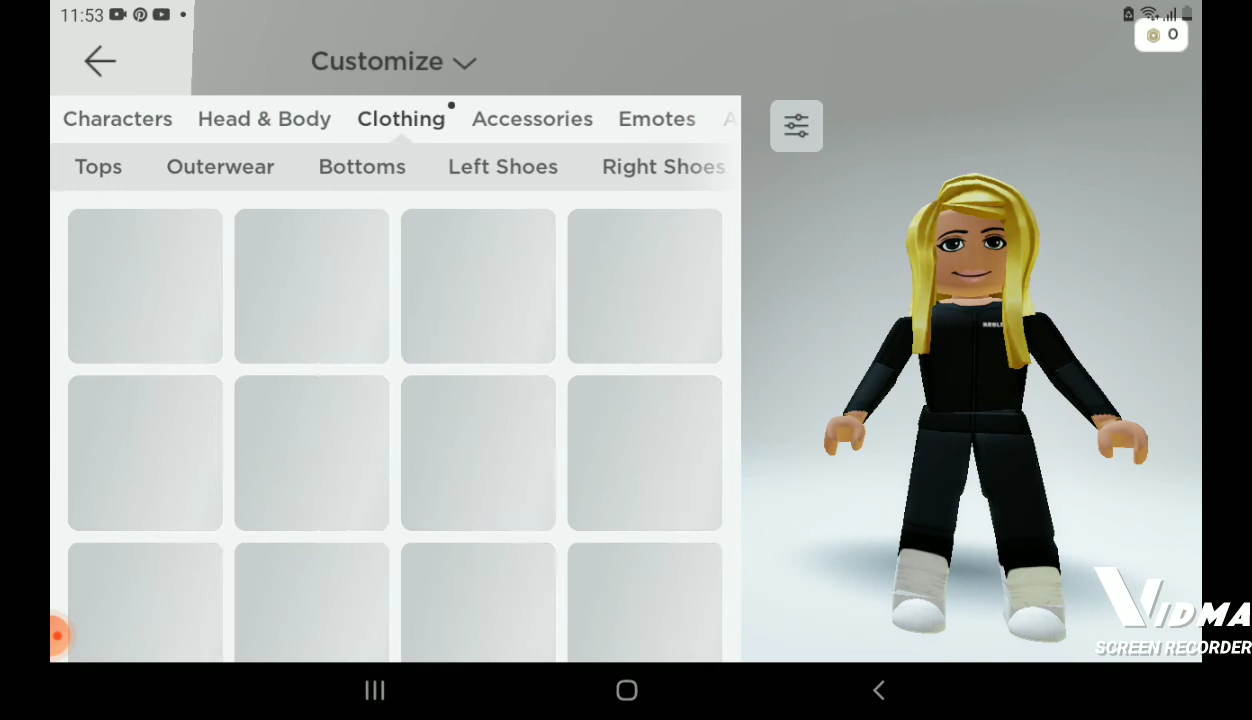 11:53
0
Customize
Characters Head & Body Clothing Accessories Emotes
Tops Outerwear Bottoms Left Shoes Right Shoes
VIDMA
SCREEN RECORDER